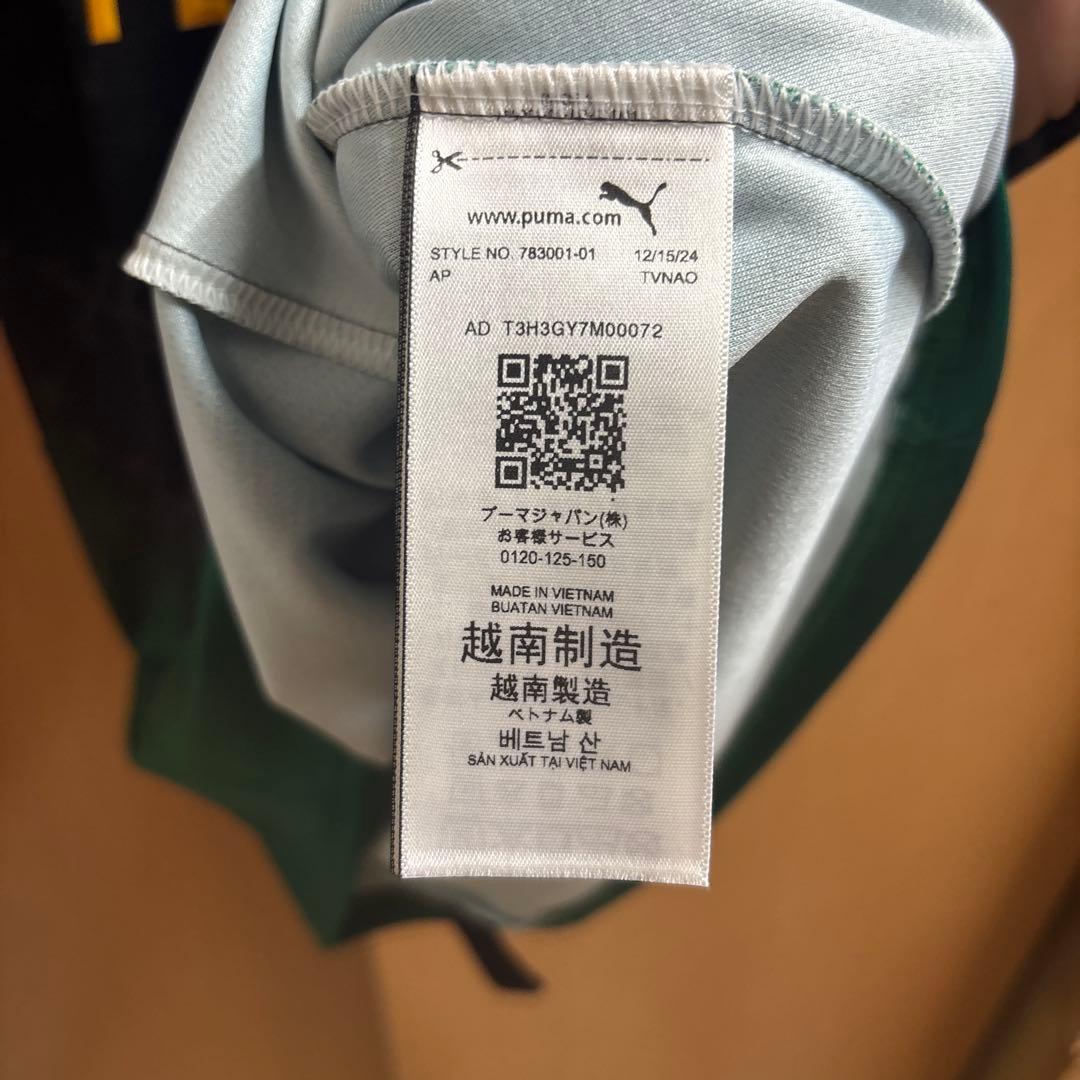 www.puma.com
STYLE NO. 783001-01 12/15/24
AP TVNAO
AD T3H3GY7M00072
プーマジャパン(株)
お客様サービス
0120-125-150
MADE IN VIETNAM
BUATAN VIETNAM
越南制造
越南製造
ベトナム製
베트남 산
SẢN XUẤT TẠI VIỆT NAM